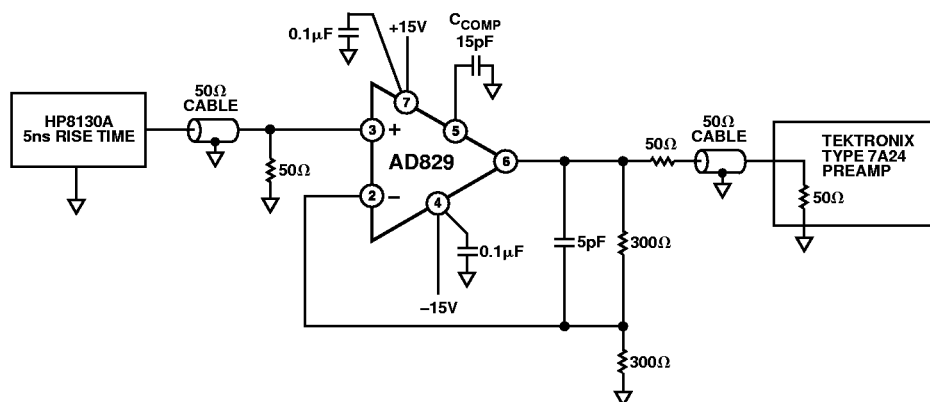 0.1µF
+15V
CCOMP
15pF
50Ω
CABLE
HP8130A
5ns RISE TIME
7
5
3
+
50Ω
AD829
6
2
–
4
0.1µF
–15V
5pF
300Ω
300Ω
50Ω
50Ω
CABLE
TEKTRONIX
TYPE 7A24
PREAMP
50Ω